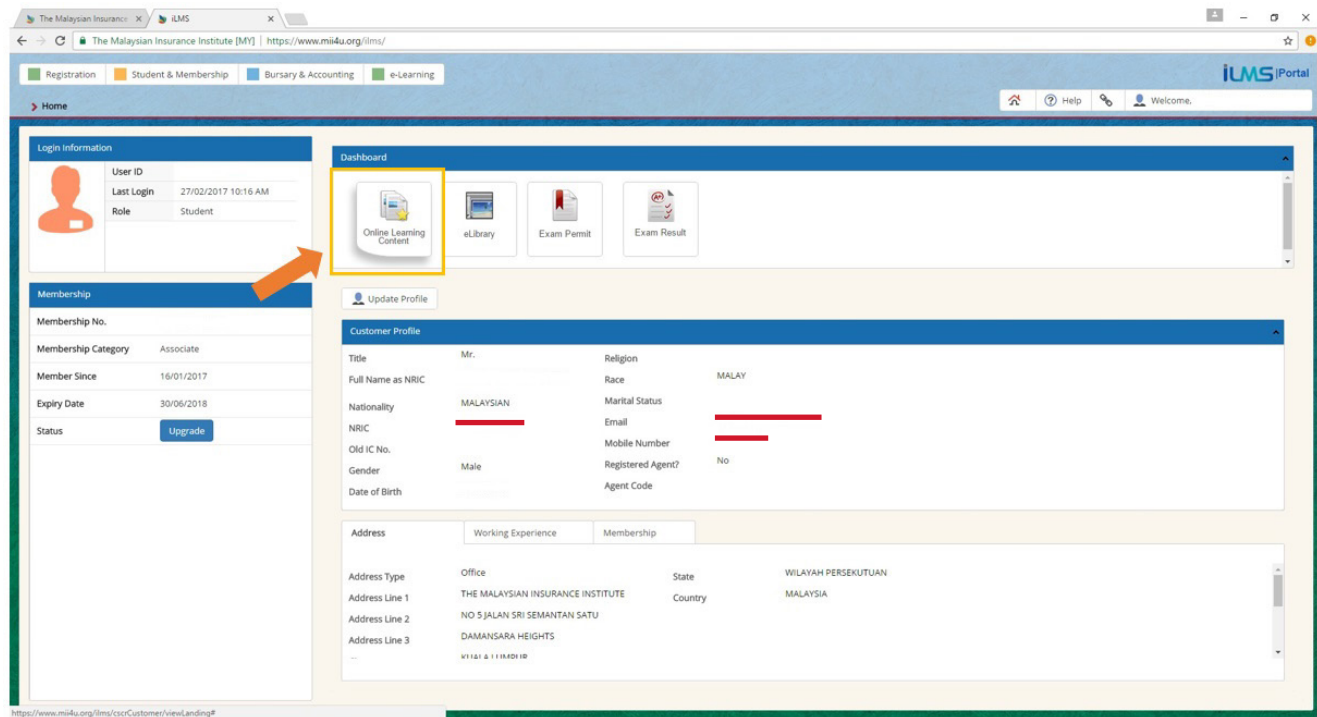 The Malaysian Insurance
iLMS
The Malaysian Insurance Institute [MY] | https://www.mii4u.org/ilms/
Registration
Student & Membership
Bursary & Accounting
e-Learning
iLMS | Portal
Home
Help
Welcome,
Login Information
User ID
Last Login 27/02/2017 10:16 AM
Role Student
Dashboard
Online Learning
Content
eLibrary
Exam Permit
Exam Result
Membership
Membership No.
Membership Category Associate
Member Since 16/01/2017
Expiry Date 30/06/2018
Status Upgrade
Update Profile
Customer Profile
Title Mr.
Full Name as NRIC
Nationality MALAYSIAN
NRIC
Old IC No.
Gender Male
Date of Birth
Religion
Race MALAY
Marital Status
Email
Mobile Number
Registered Agent? No
Agent Code
Address
Working Experience
Membership
Address Type Office
Address Line 1 THE MALAYSIAN INSURANCE INSTITUTE
Address Line 2 NO 5 JALAN SRI SEMANTAN SATU
Address Line 3 DAMANSARA HEIGHTS
KUALA LUMPUR
State WILAYAH PERSEKUTUAN
Country MALAYSIA
https://www.mii4u.org/ilms/cscrCustomer/viewLanding#